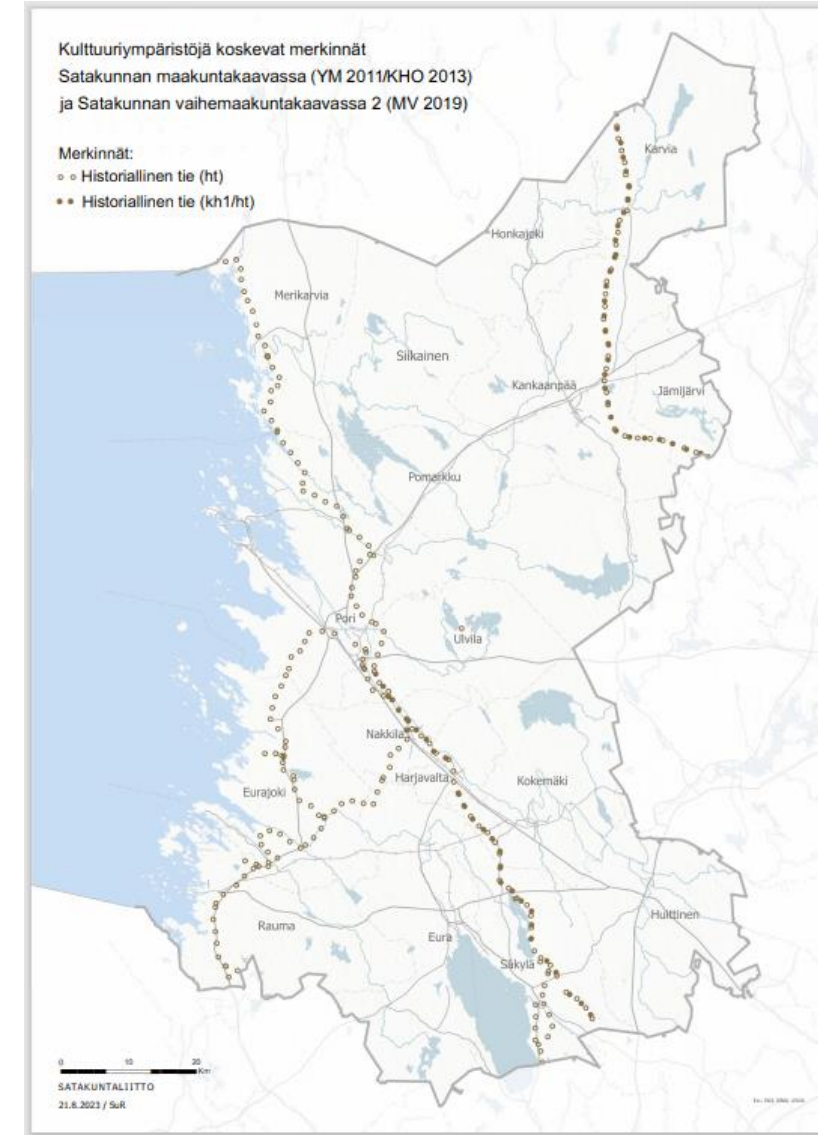 Kulttuuriympäristöjä koskevat merkinnät
Satakunnan maakuntakaavassa (YM 2011/KHO 2013)
ja Satakunnan vaihemaakuntakaavassa 2 (MV 2019)
Merkinnät:
Historiallinen tie (ht)
Historiallinen tie (kh1/ht)
Karvia
Honkajoki
Merikarvia
Siikainen
Kankaanpää
Jämijärvi
Pomarkku
Pori
Ulvila
Nakkila
Harjavalta
Kokemäki
Eurajoki
Rauma
Eura
Huittinen
Säkylä
0 10 20
Km
SATAKUNTALIITTO
21.8.2023 / SuR